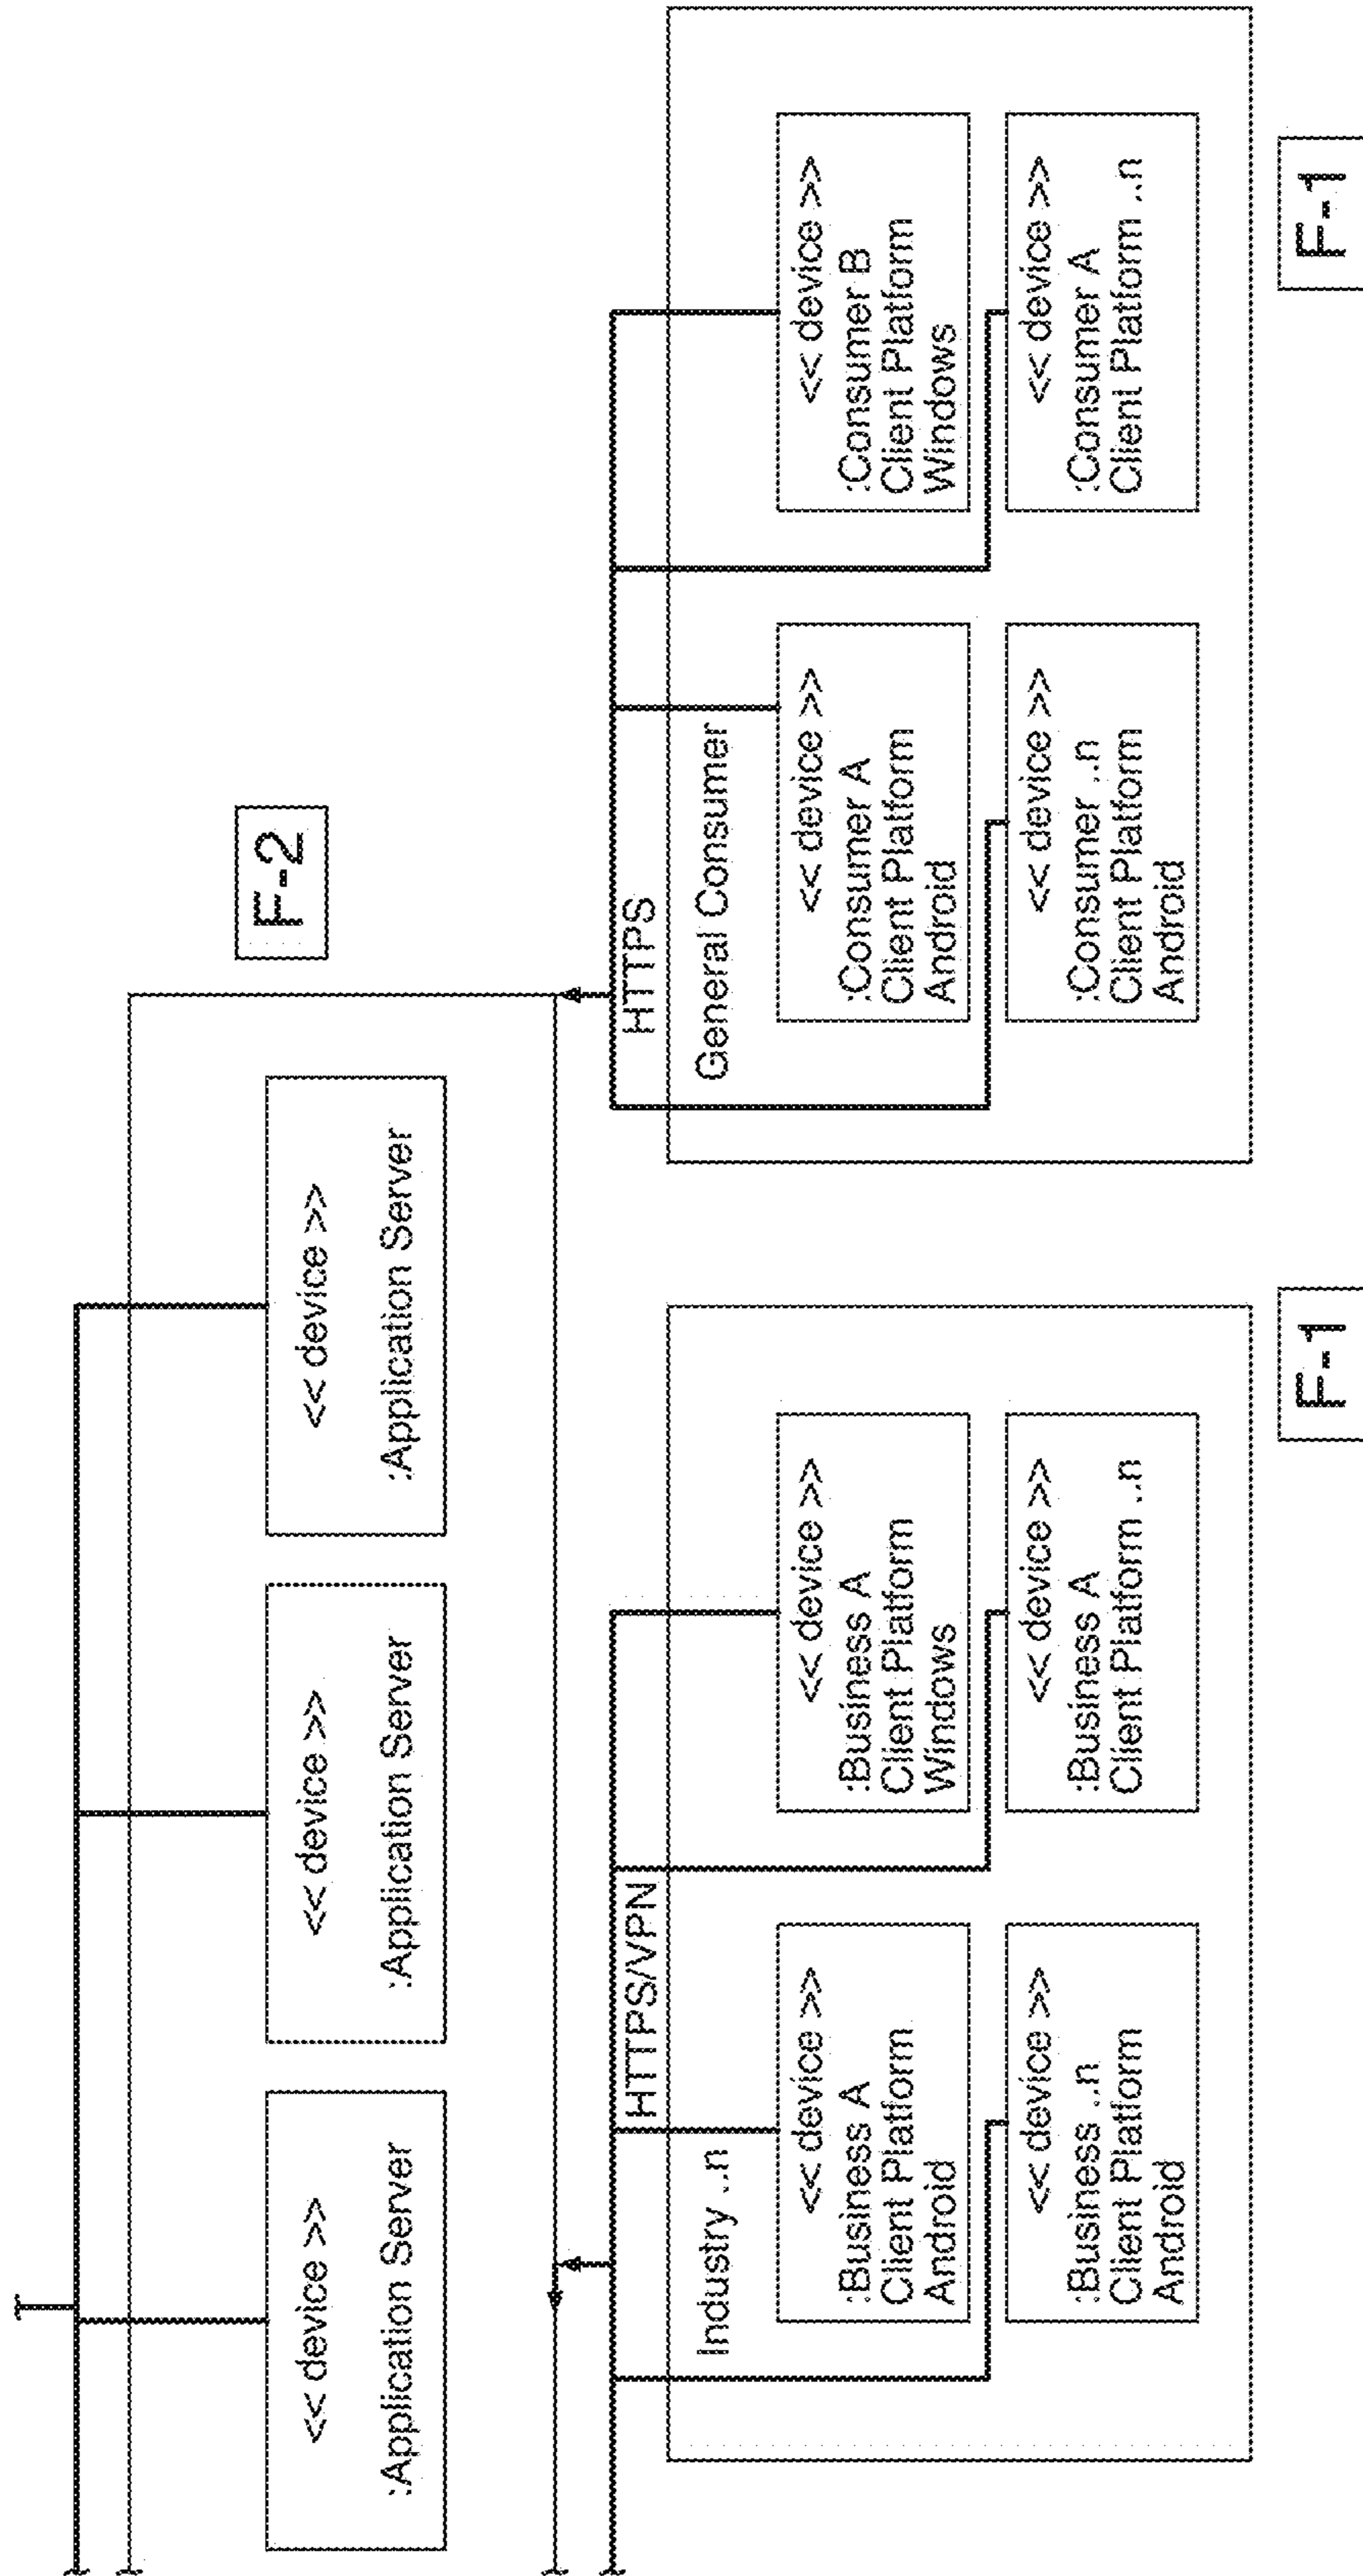 F-2
<< device >>
:Application Server
<< device >>
:Application Server
<< device >>
:Application Server
HTTPS/VPN
Industry ..n
<< device >>
:Business A
Client Platform
Android
<< device >>
:Business A
Client Platform
Windows
<< device >>
:Business ..n
Client Platform
Android
<< device >>
:Business A
Client Platform ..n
F-1
HTTPS
General Consumer
<< device >>
:Consumer A
Client Platform
Android
<< device >>
:Consumer B
Client Platform
Windows
<< device >>
:Consumer ..n
Client Platform
Android
<< device >>
:Consumer A
Client Platform ..n
F-1